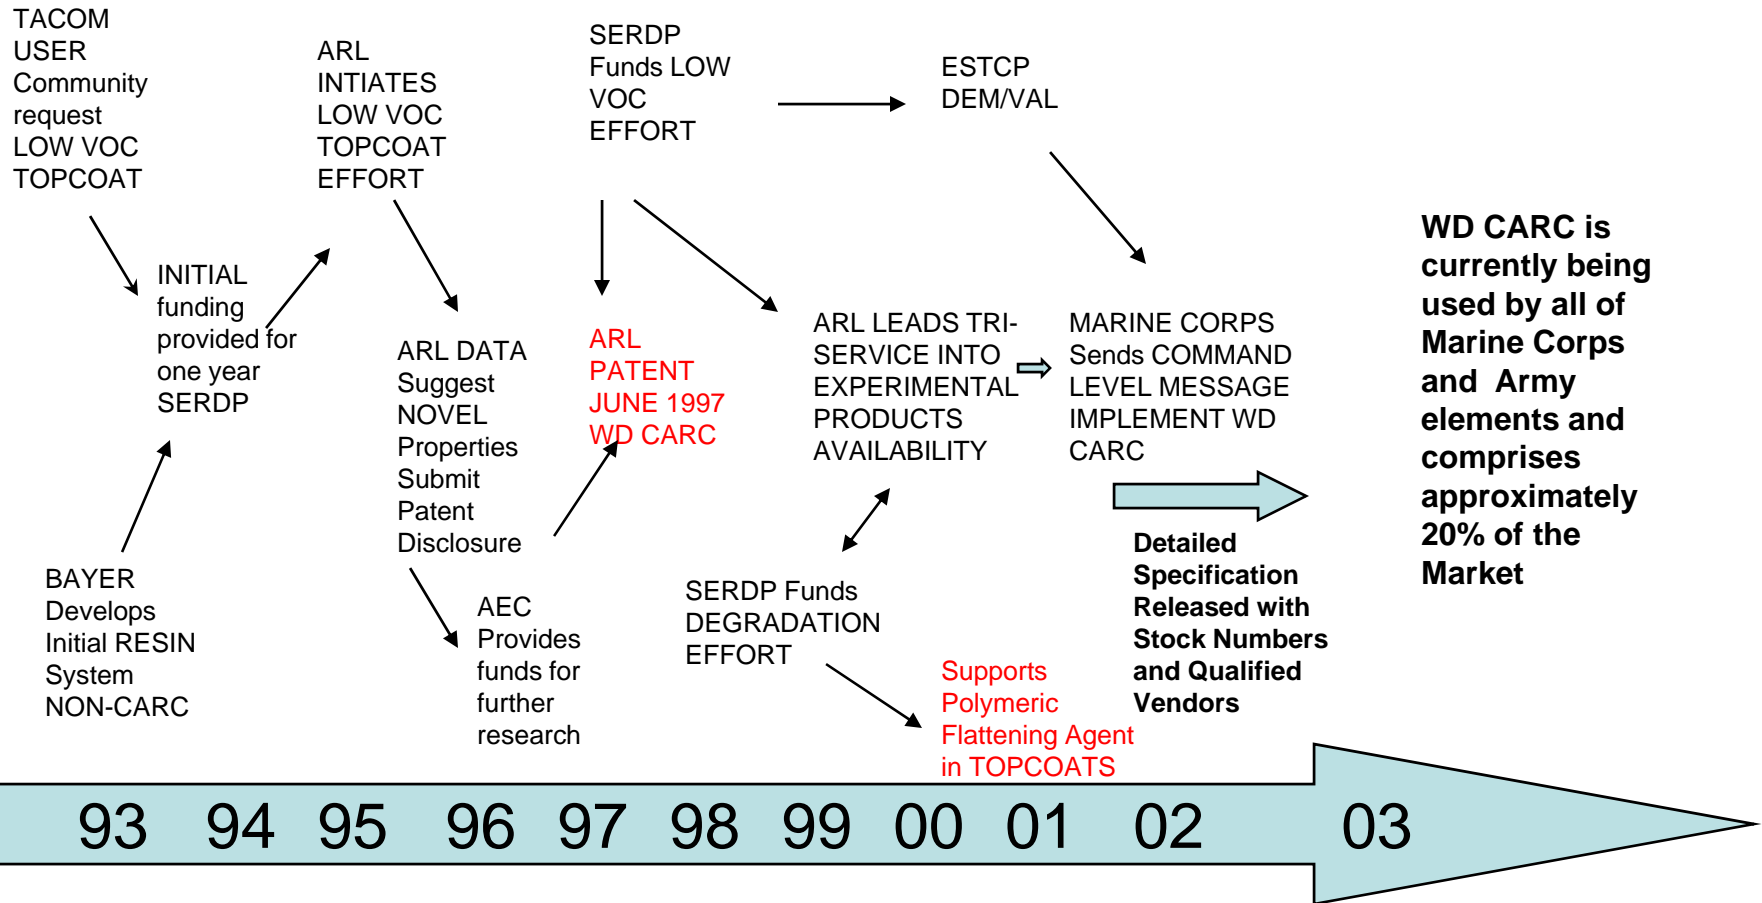 TACOM
USER
Community
request
LOW VOC
TOPCOAT
INITIAL
funding
provided for
one year
SERDP
BAYER
Develops
Initial RESIN
System
NON-CARC
ARL
INTIATES
LOW VOC
TOPCOAT
EFFORT
ARL DATA
Suggest
NOVEL
Properties
Submit
Patent
Disclosure
AEC
Provides
funds for
further
research
SERDP
Funds LOW
VOC
EFFORT
ARL
PATENT
JUNE 1997
WD CARC
ESTCP
DEM/VAL
ARL LEADS TRI-
SERVICE INTO
EXPERIMENTAL
PRODUCTS
AVAILABILITY
SERDP Funds
DEGRADATION
EFFORT
Supports
Polymeric
Flattening Agent
in TOPCOATS
MARINE CORPS
Sends COMMAND
LEVEL MESSAGE
IMPLEMENT WD
CARC
Detailed
Specification
Released with
Stock Numbers
and Qualified
Vendors
WD CARC is
currently being
used by all of
Marine Corps
and Army
elements and
comprises
approximately
20% of the
Market
93 94 95 96 97 98 99 00 01 02 03